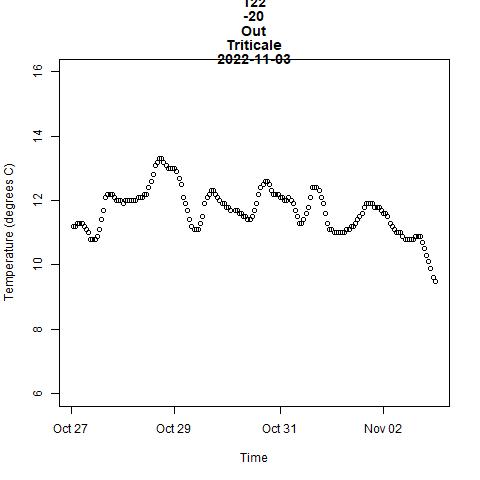 122
-20
Out
Triticale
2022-11-03
Temperature (degrees C)
16
14
12
10
8
6
Oct 27
Oct 29
Oct 31
Nov 02
Time